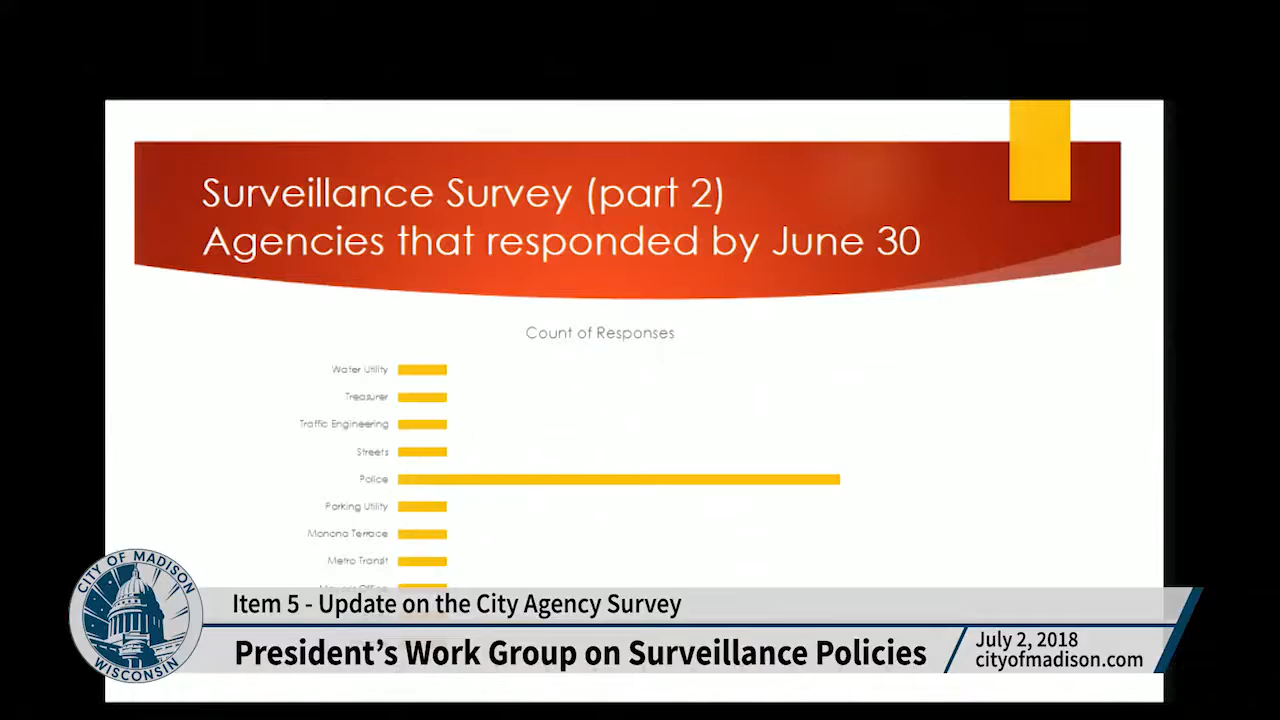 Surveillance Survey (part 2)
Agencies that responded by June 30
Count of Responses
Water Utility
Treasurer
Traffic Engineering
Streets
Police
Parking Utility
Monona Terrace
Metro Transit
Mayor's Office
CITY OF MADISON
WISCONSIN
Item 5 - Update on the City Agency Survey
President's Work Group on Surveillance Policies
July 2, 2018
cityofmadison.com